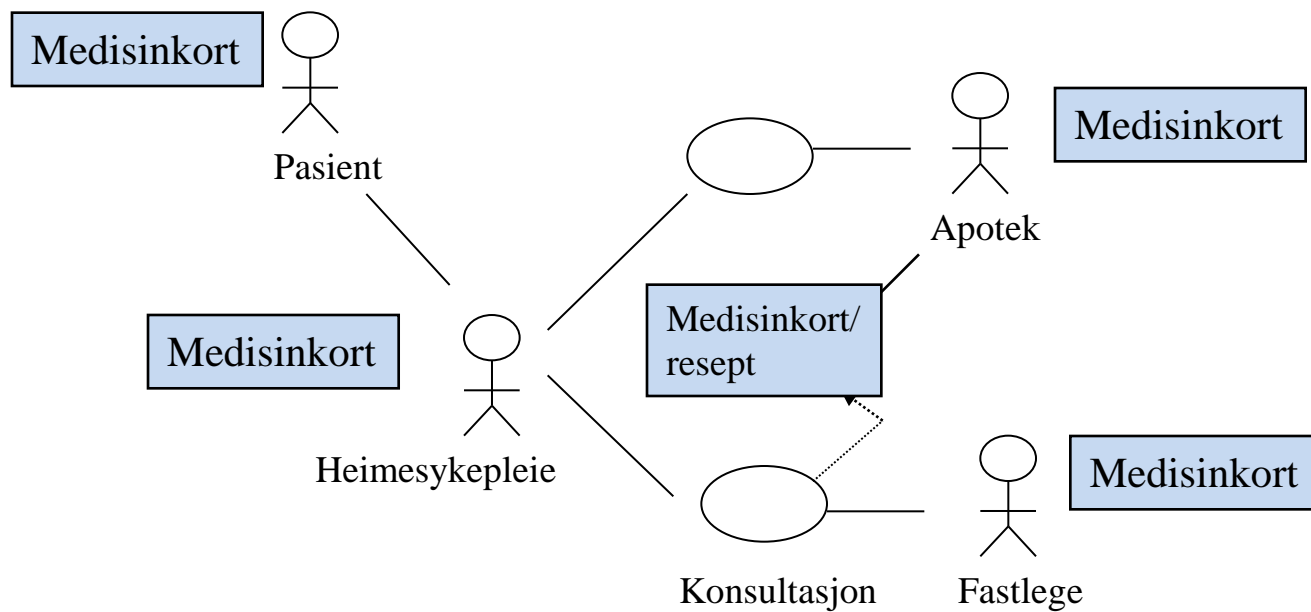 Medisinkort
Pasient
Medisinkort
Apotek
Medisinkort
Heimesykepleie
Medisinkort/
resept
Medisinkort
Konsultasjon
Fastlege